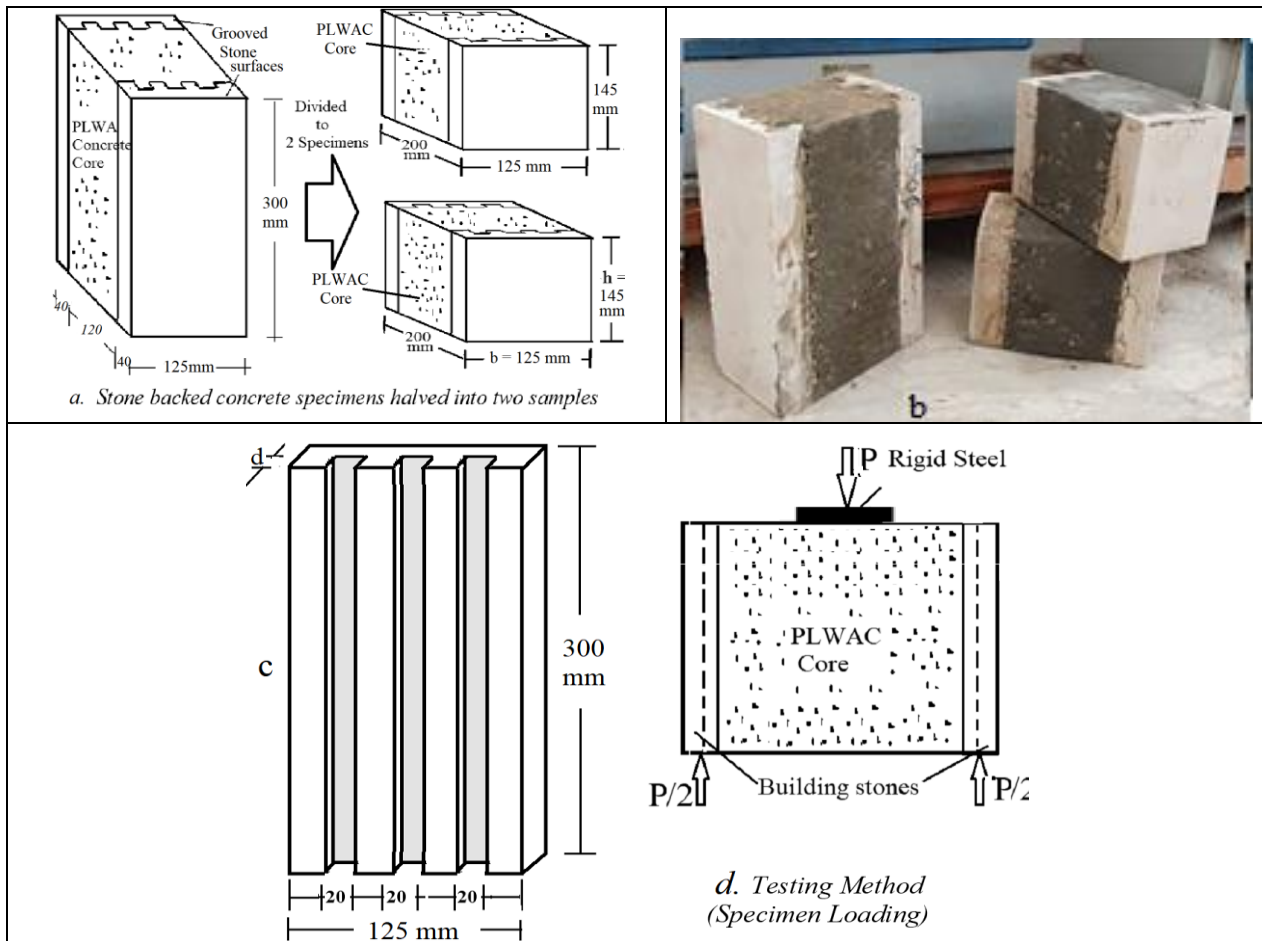 Grooved
Stone
surfaces
PLWA
Concrete
Core
300
mm
40
120
40
125mm
Divided
to
2 Specimens
PLWAC
Core
145
mm
200
mm
125 mm
PLWAC
Core
h =
145
mm
200
mm
b = 125 mm
a. Stone backed concrete specimens halved into two samples
b
d
c
300
mm
20
20
20
125 mm
P
Rigid Steel
PLWAC
Core
P/2
Building stones
P/2
d. Testing Method
(Specimen Loading)